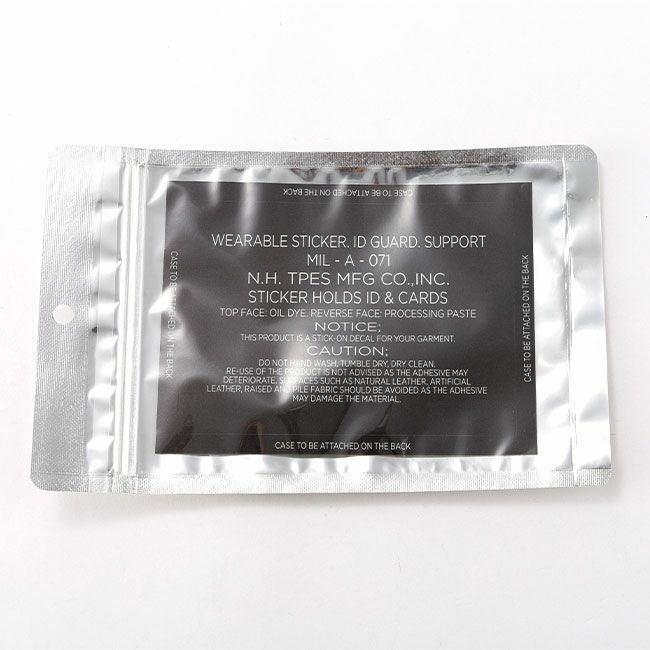 CASE TO BE ATTACHED ON THE BACK
WEARABLE STICKER. ID GUARD. SUPPORT
MIL - A - 071
N.H. TPES MFG CO.,INC.
STICKER HOLDS ID & CARDS
TOP FACE: OIL DYE. REVERSE FACE: PROCESSING PASTE
NOTICE;
THIS PRODUCT IS A STICK-ON DECAL FOR YOUR GARMENT.
CAUTION;
DO NOT HAND WASH, TUMBLE DRY, DRY CLEAN.
RE-USE OF THE PRODUCT IS NOT ADVISED AS THE ADHESIVE MAY
DETERIORATE. SURFACES SUCH AS NATURAL LEATHER, ARTIFICIAL
LEATHER, RAISED AND PILE FABRIC SHOULD BE AVOIDED AS THE ADHESIVE
MAY DAMAGE THE MATERIAL.
CASE TO BE ATTACHED ON THE BACK
CASE TO BE ATTACHED ON THE BACK
CASE TO BE ATTACHED ON THE BACK